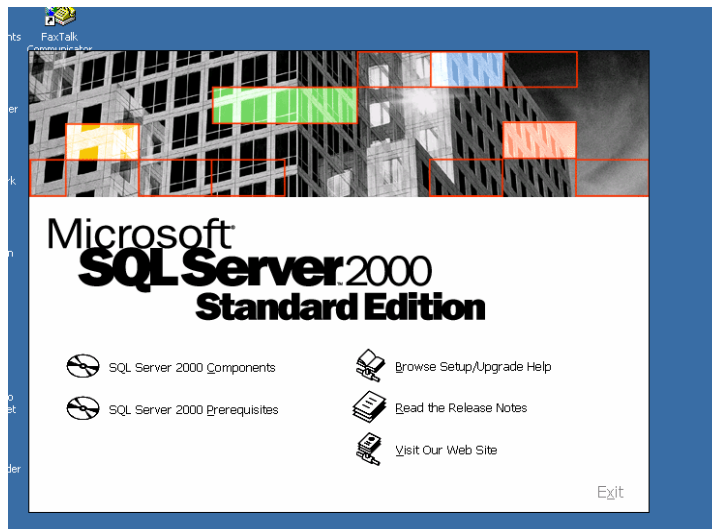 FaxTalk
Communicator
Microsoft®
SQL Server 2000
Standard Edition
SQL Server 2000 Components
SQL Server 2000 Prerequisites
Browse Setup/Upgrade Help
Read the Release Notes
Visit Our Web Site
Exit